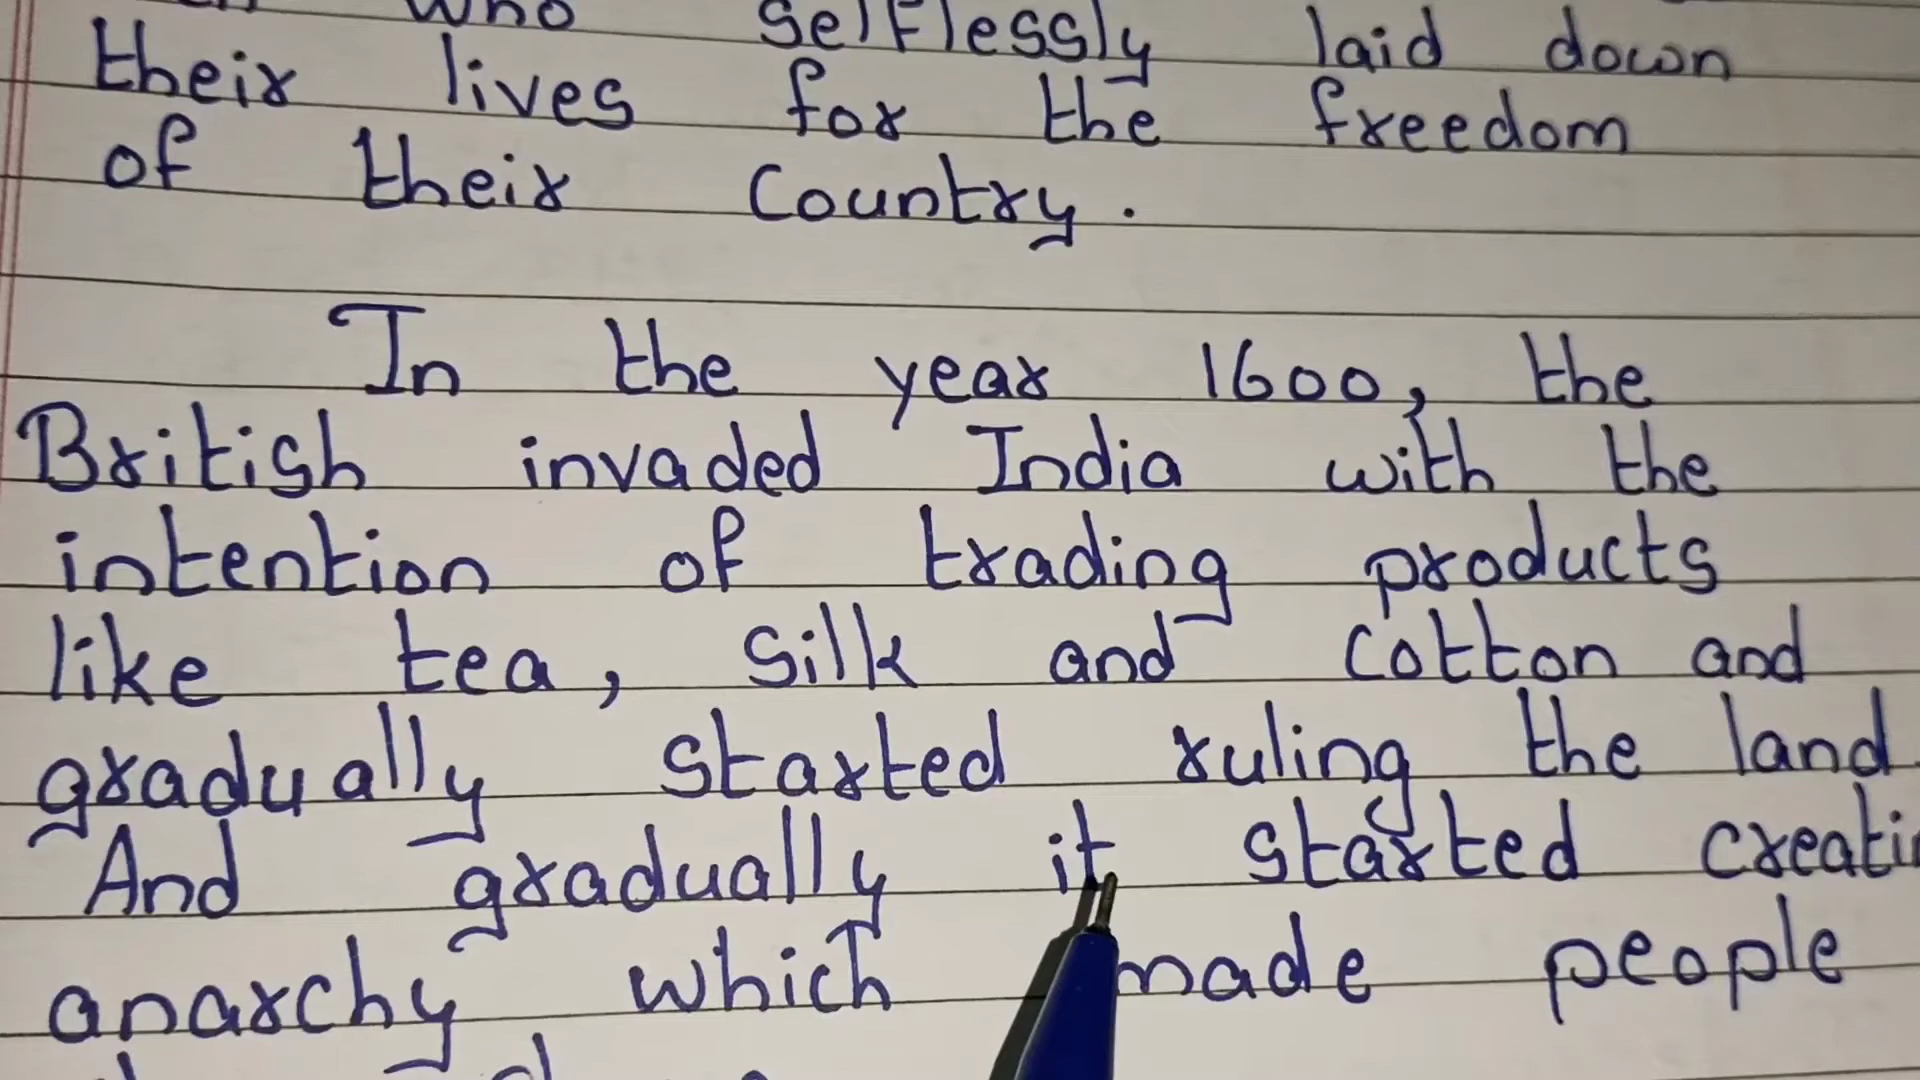 who selflessly laid down
their lives for the freedom
of their Country.
In the year 1600, the
British invaded India with the
intention of trading products
like tea, Silk and Cotton and
gradually started ruling the land.
And gradually it started creati
anarchy which made people